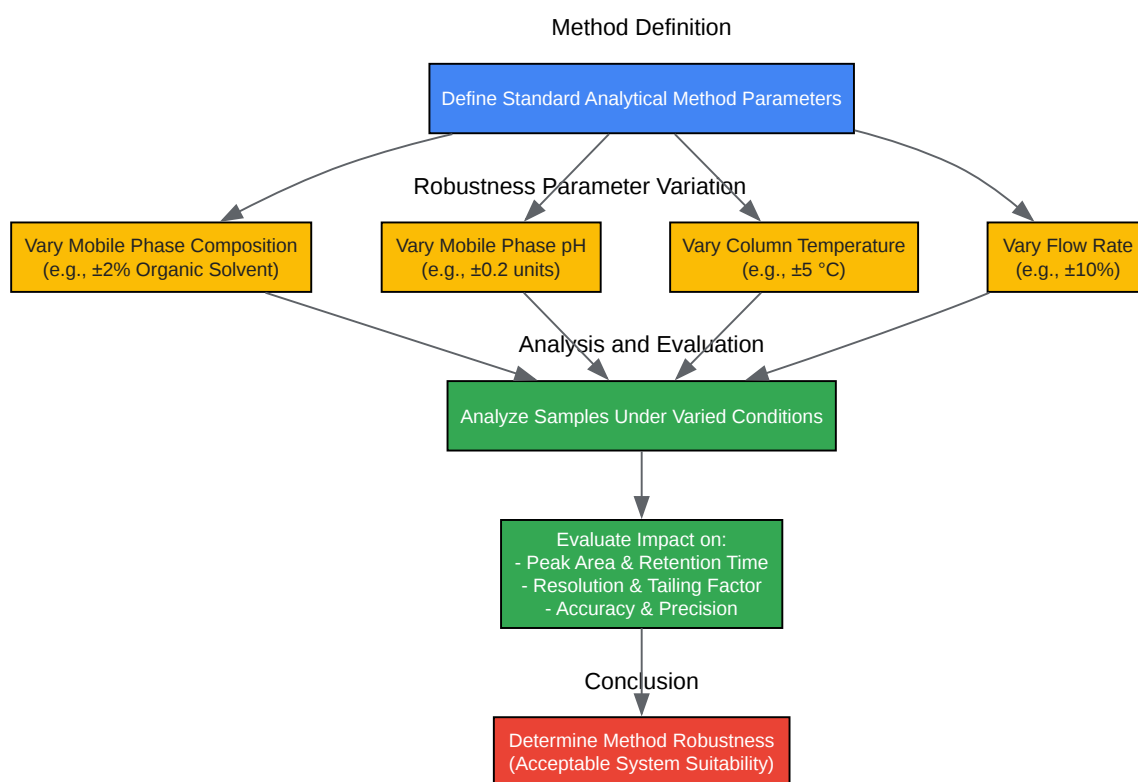 Method Definition
Define Standard Analytical Method Parameters
Robustness Parameter Variation
Vary Mobile Phase Composition
(e.g., ±2% Organic Solvent)
Vary Mobile Phase pH
(e.g., ±0.2 units)
Vary Column Temperature
(e.g., ±5 °C)
Vary Flow Rate
(e.g., ±10%)
Analysis and Evaluation
Analyze Samples Under Varied Conditions
Evaluate Impact on:
- Peak Area & Retention Time
- Resolution & Tailing Factor
- Accuracy & Precision
Conclusion
Determine Method Robustness
(Acceptable System Suitability)